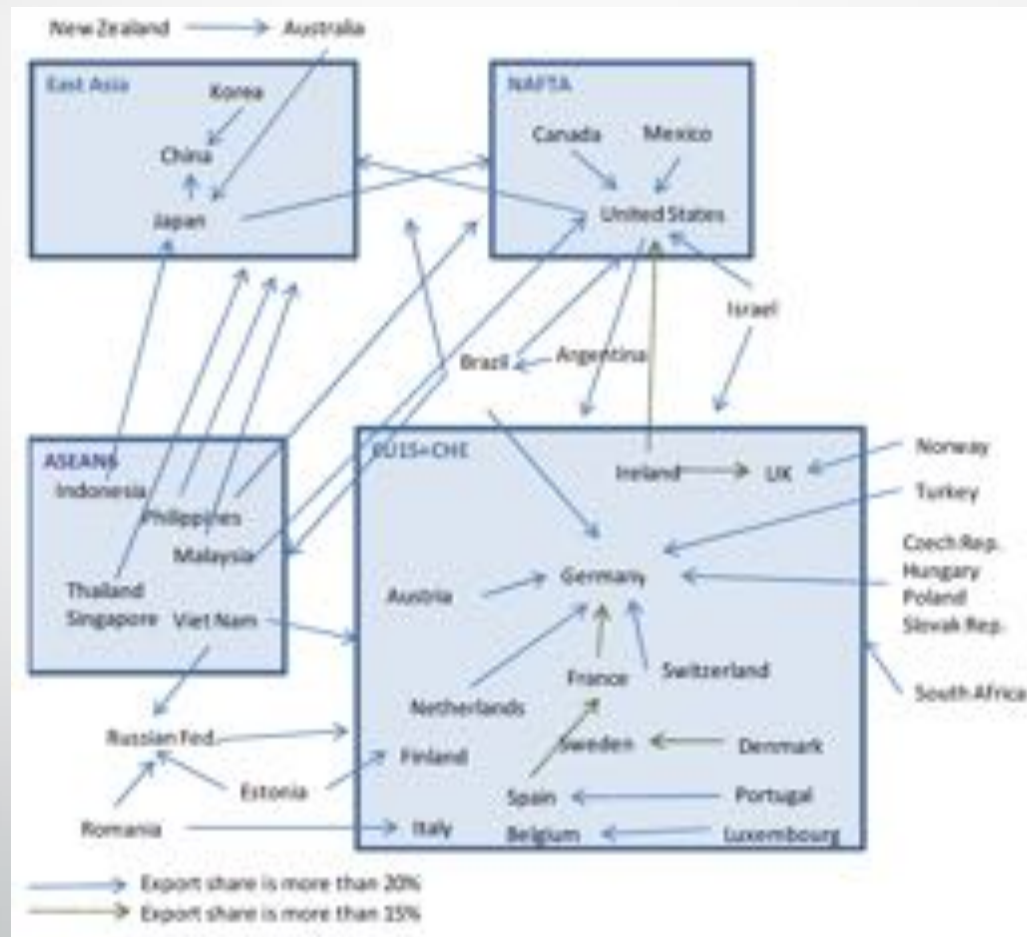 New Zealand
Australia
East Asia
Korea
China
Japan
NAFTA
Canada
Mexico
United States
Israel
Brazil
Argentina
ASEAN6
Indonesia
Philippines
Malaysia
Thailand
Singapore
Viet Nam
EU15+CHE
Ireland
UK
Norway
Turkey
Czech Rep.
Hungary
Poland
Slovak Rep.
South Africa
Germany
Austria
France
Switzerland
Netherlands
Russian Fed.
Finland
Sweden
Denmark
Estonia
Spain
Portugal
Romania
Italy
Belgium
Luxembourg
Export share is more than 20%
Export share is more than 15%